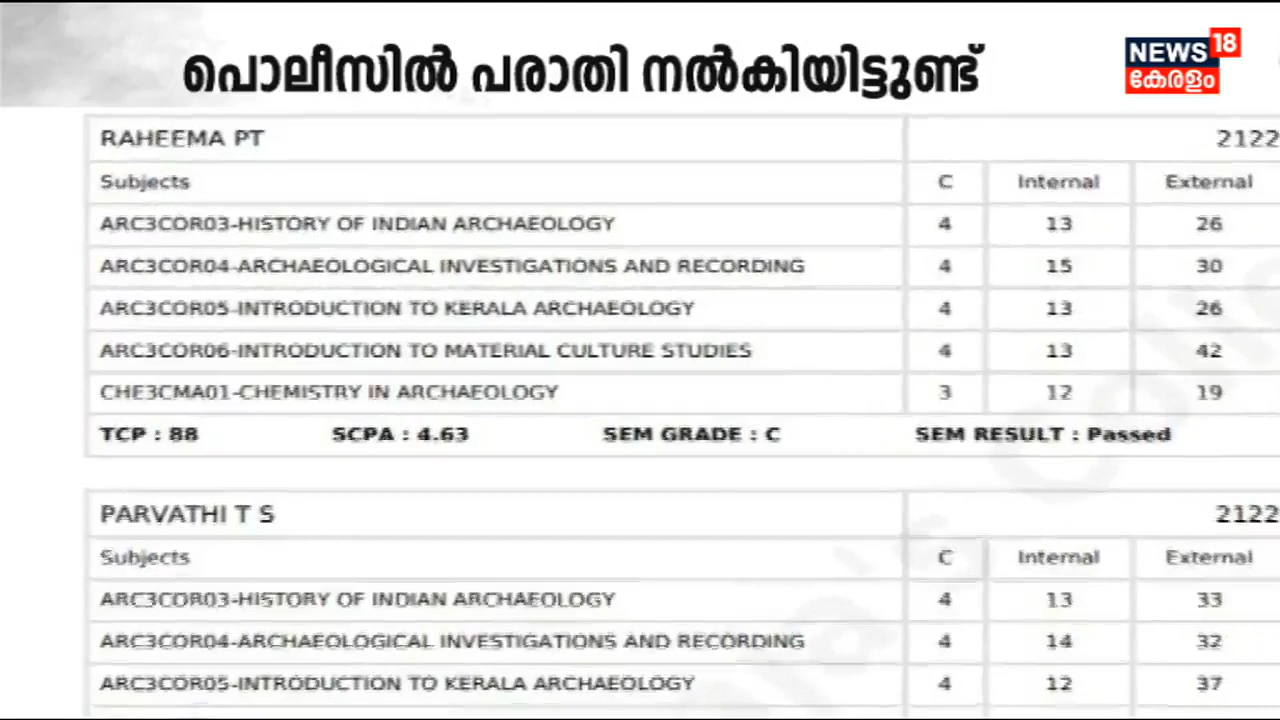 പൊലീസിൽ പരാതി നൽകിയിട്ടുണ്ട്
NEWS 18
കേരളം
RAHEEMA PT 2122
Subjects C Internal External
ARC3COR03-HISTORY OF INDIAN ARCHAEOLOGY 4 13 26
ARC3COR04-ARCHAEOLOGICAL INVESTIGATIONS AND RECORDING 4 15 30
ARC3COR05-INTRODUCTION TO KERALA ARCHAEOLOGY 4 13 26
ARC3COR06-INTRODUCTION TO MATERIAL CULTURE STUDIES 4 13 42
CHE3CMA01-CHEMISTRY IN ARCHAEOLOGY 3 12 19
TCP : 88 SCPA : 4.63 SEM GRADE : C SEM RESULT : Passed
PARVATHI T S 2122
Subjects C Internal External
ARC3COR03-HISTORY OF INDIAN ARCHAEOLOGY 4 13 33
ARC3COR04-ARCHAEOLOGICAL INVESTIGATIONS AND RECORDING 4 14 32
ARC3COR05-INTRODUCTION TO KERALA ARCHAEOLOGY 4 12 37